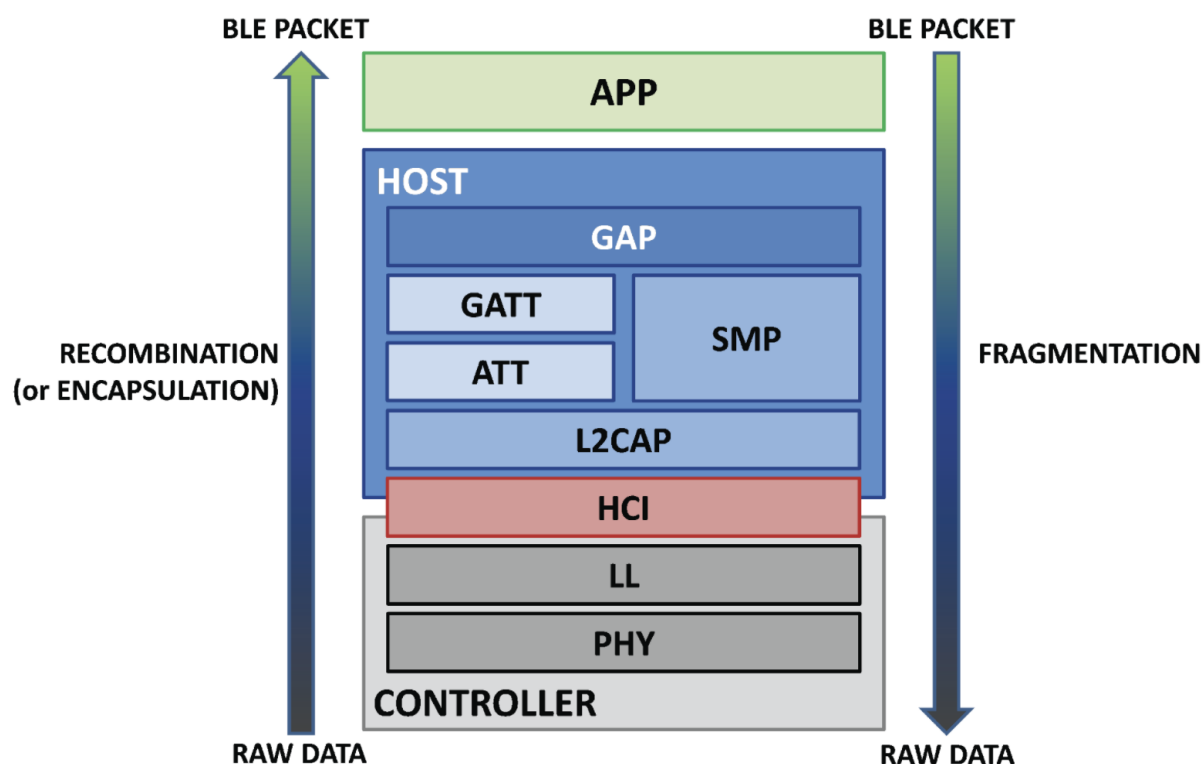 BLE PACKET
BLE PACKET
APP
HOST
GAP
GATT
SMP
ATT
RECOMBINATION
(or ENCAPSULATION)
FRAGMENTATION
L2CAP
HCI
LL
PHY
CONTROLLER
RAW DATA
RAW DATA